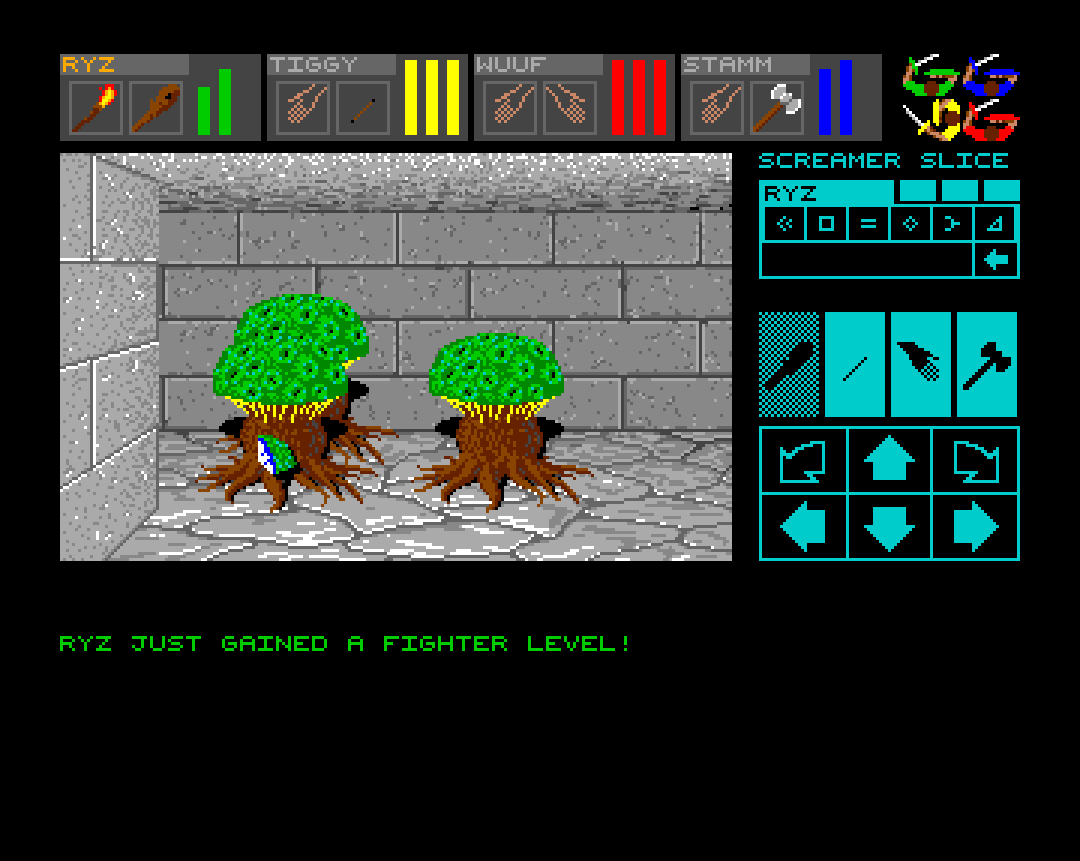 RYZ TIGGY WUUF STAMM
SCREAMER SLICE
RYZ
RYZ JUST GAINED A FIGHTER LEVEL!